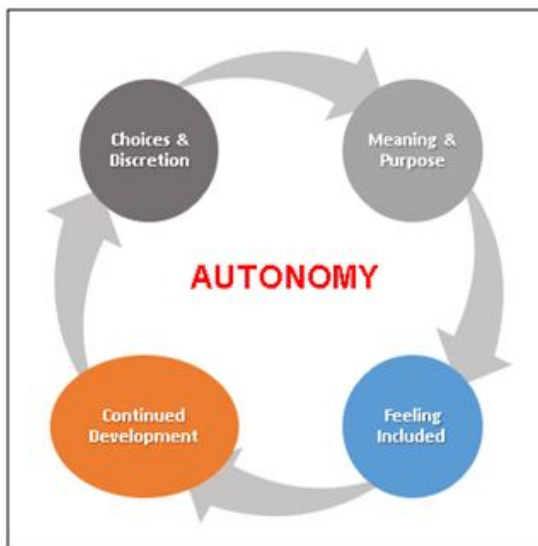 Choices &
Discretion
Meaning &
Purpose
AUTONOMY
Continued
Development
Feeling
Included